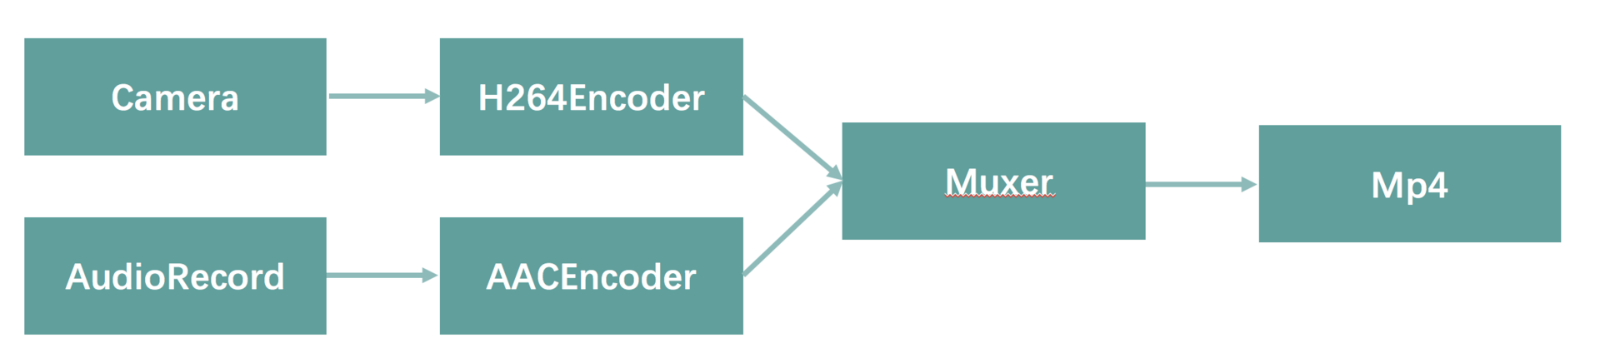 Camera
H264Encoder
Muxer
Mp4
AudioRecord
AACEncoder